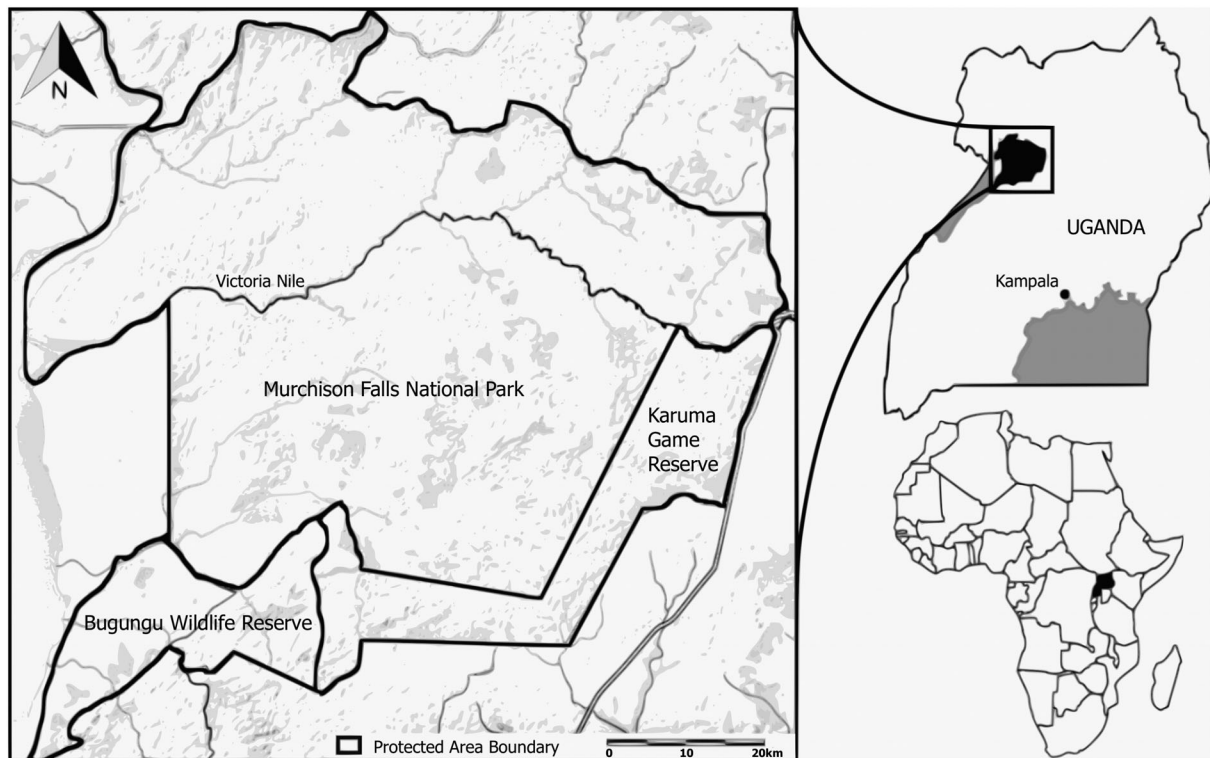 N
Victoria Nile
Murchison Falls National Park
Karuma
Game
Reserve
Bugungu Wildlife Reserve
Protected Area Boundary
0 10 20km
UGANDA
Kampala